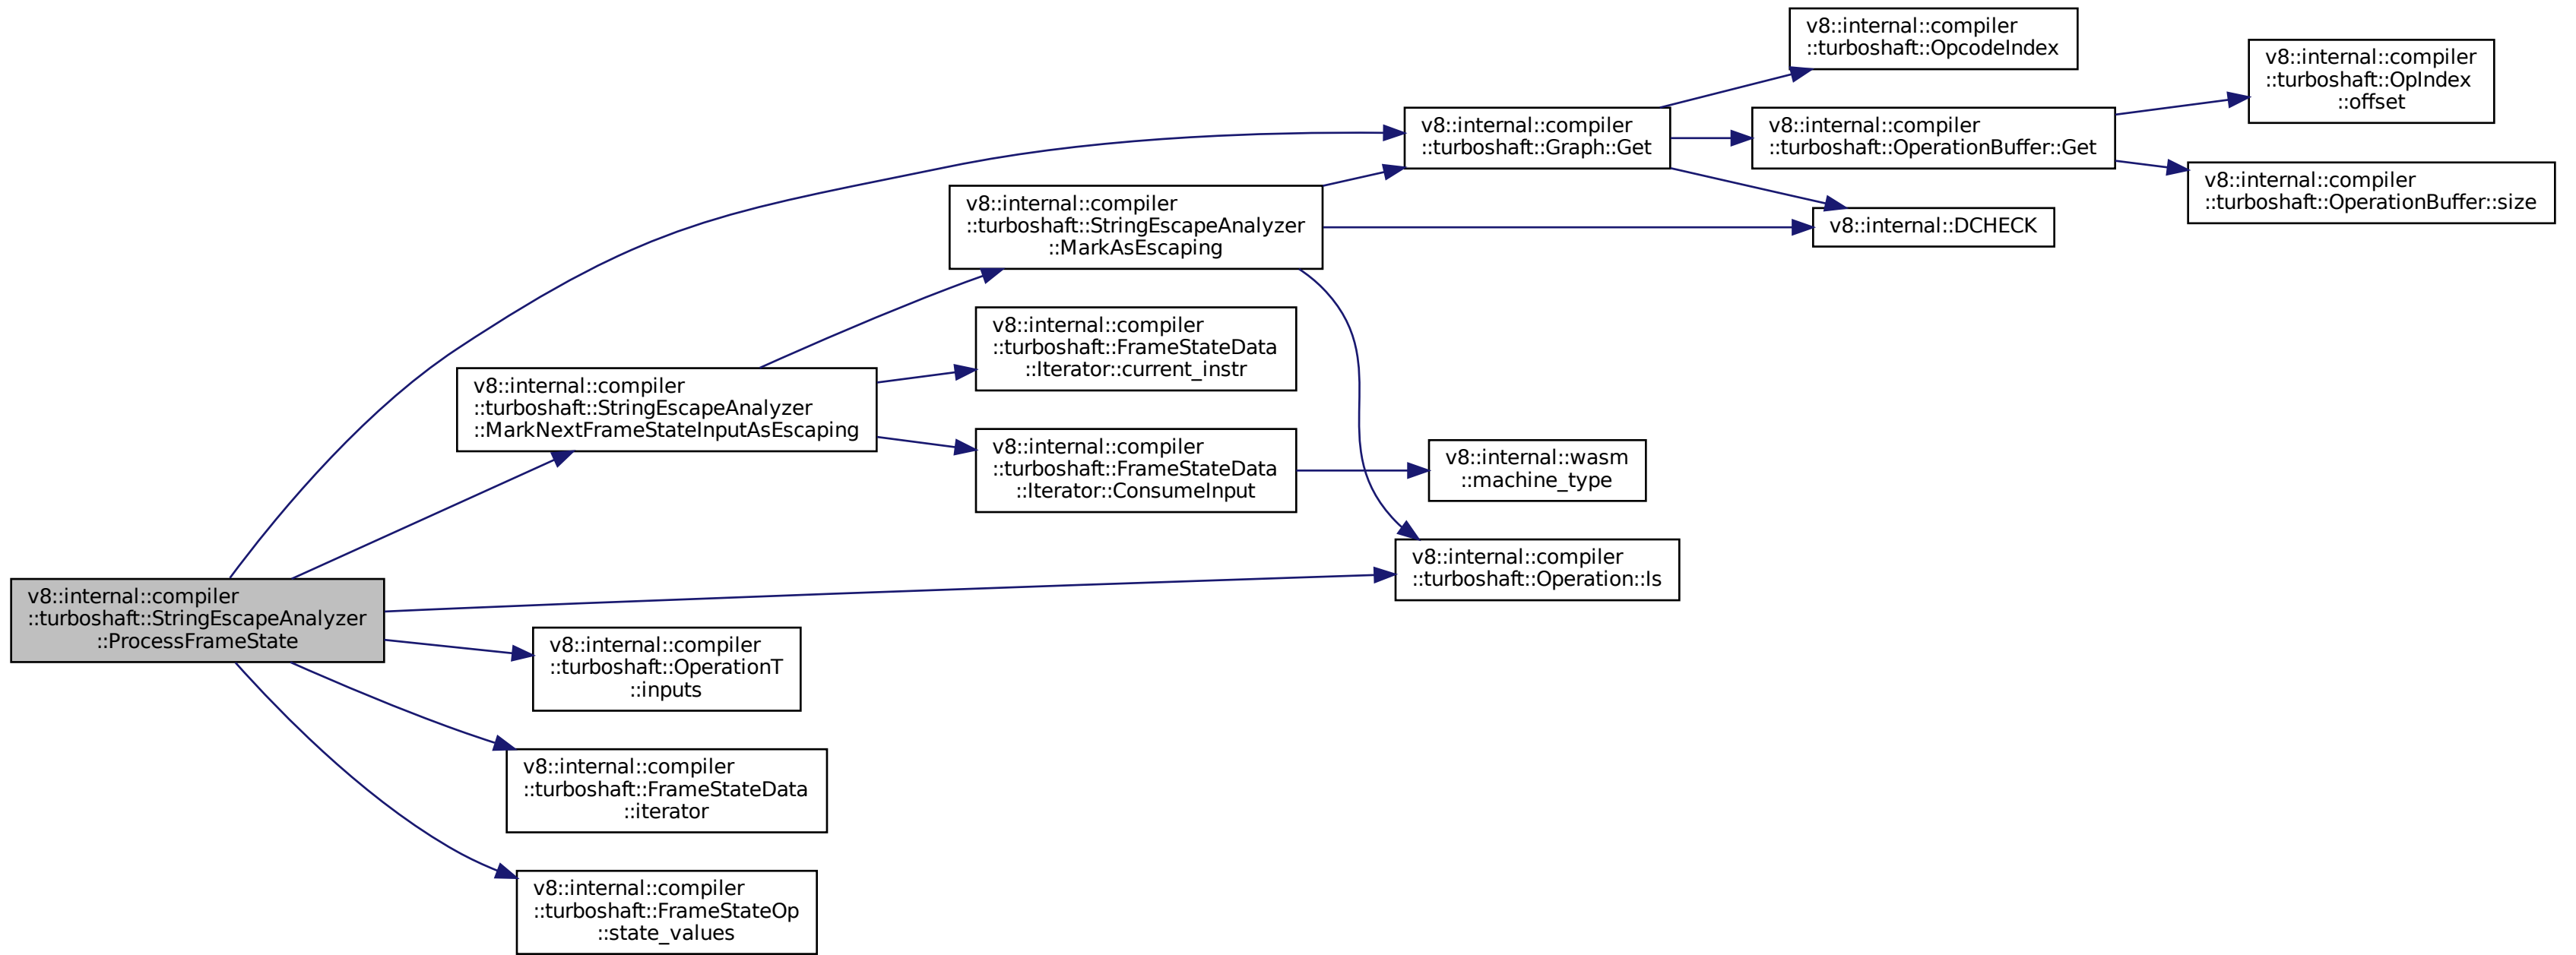 v8::internal::compiler
::turboshaft::StringEscapeAnalyzer
::ProcessFrameState
v8::internal::compiler
::turboshaft::Graph::Get
v8::internal::compiler
::turboshaft::OpcodeIndex
v8::internal::compiler
::turboshaft::OperationBuffer::Get
v8::internal::compiler
::turboshaft::OpIndex
::offset
v8::internal::compiler
::turboshaft::OperationBuffer::size
v8::internal::DCHECK
v8::internal::compiler
::turboshaft::StringEscapeAnalyzer
::MarkAsEscaping
v8::internal::compiler
::turboshaft::StringEscapeAnalyzer
::MarkNextFrameStateInputAsEscaping
v8::internal::compiler
::turboshaft::FrameStateData
::Iterator::current_instr
v8::internal::compiler
::turboshaft::FrameStateData
::Iterator::ConsumeInput
v8::internal::wasm
::machine_type
v8::internal::compiler
::turboshaft::Operation::Is
v8::internal::compiler
::turboshaft::OperationT
::inputs
v8::internal::compiler
::turboshaft::FrameStateData
::iterator
v8::internal::compiler
::turboshaft::FrameStateOp
::state_values